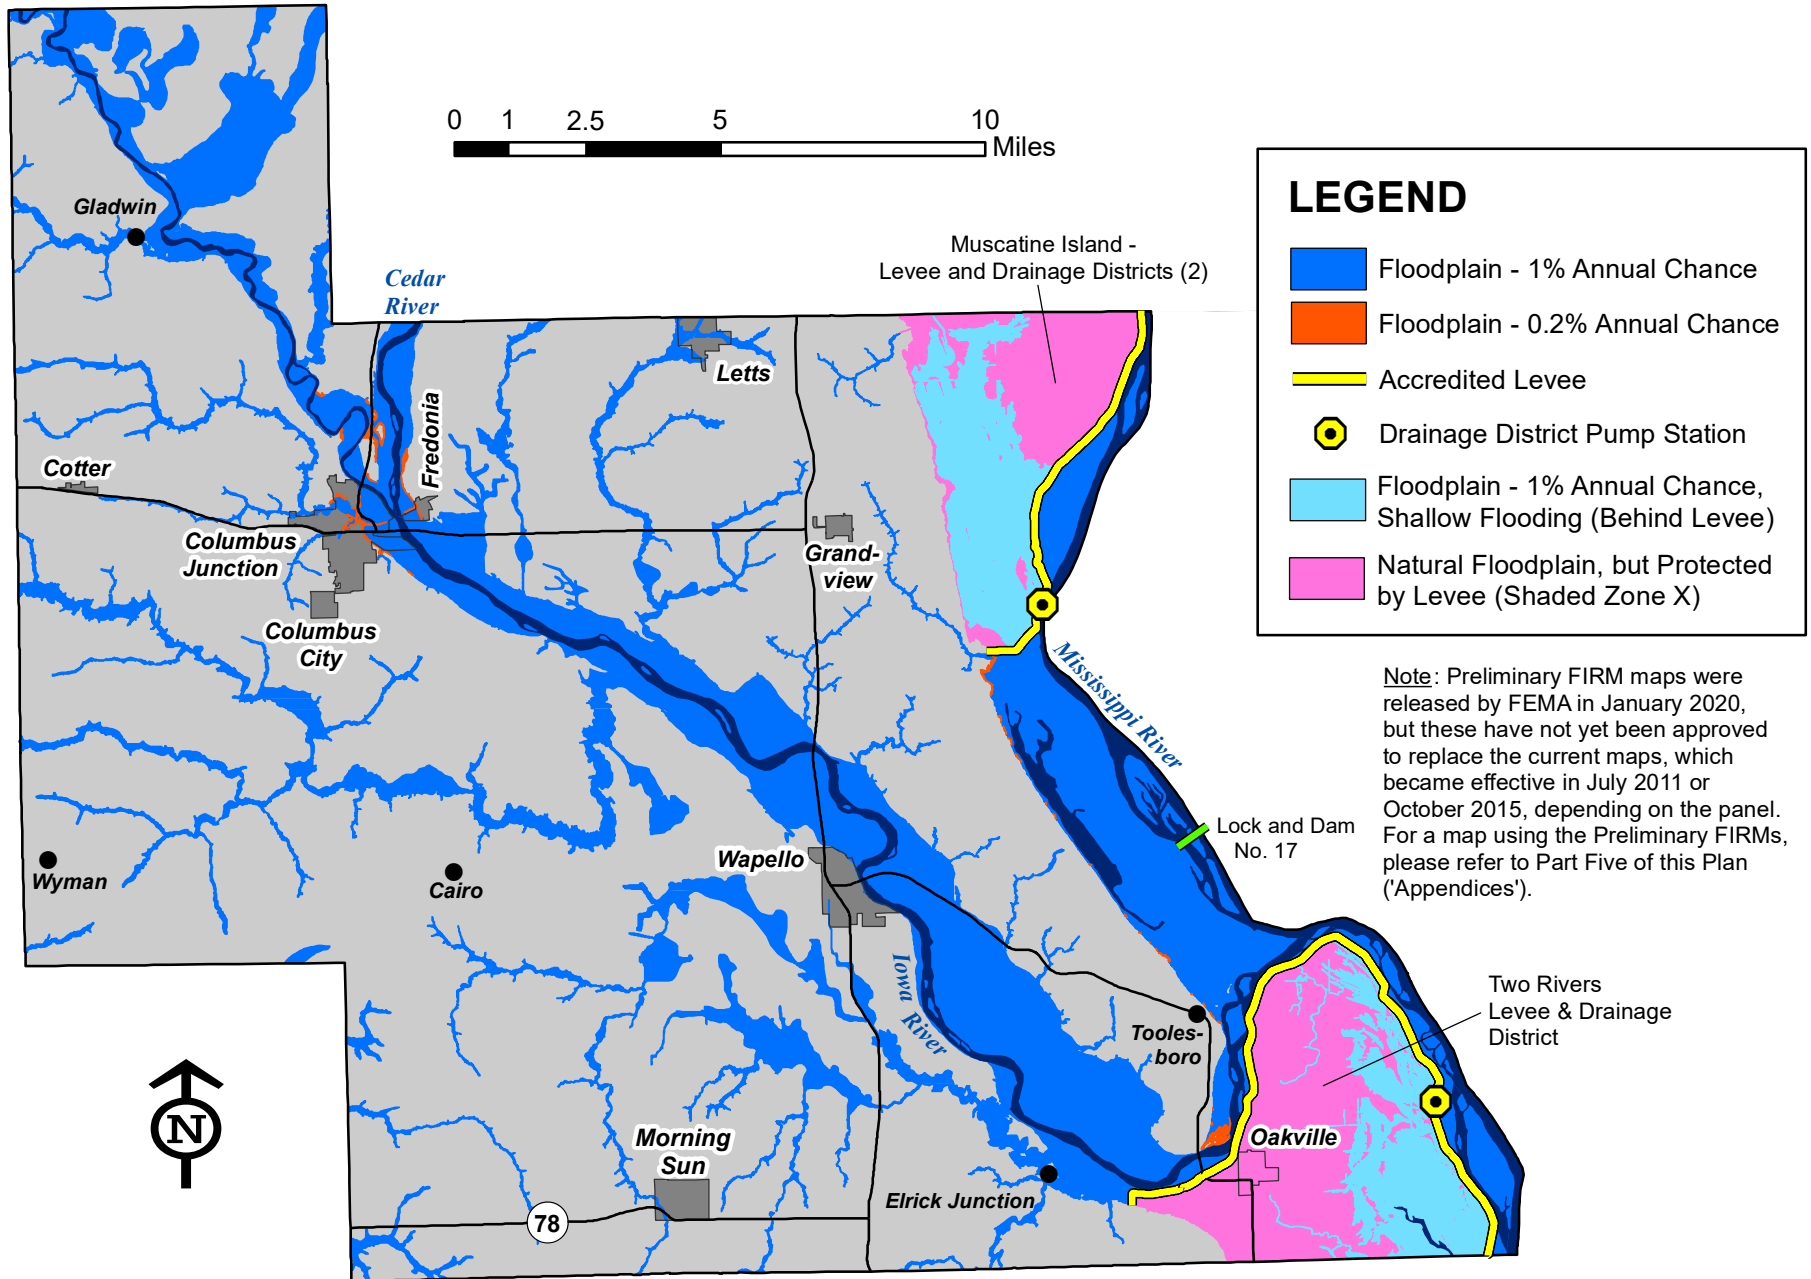 0 1 2.5 5 10
Miles
LEGEND
Floodplain - 1% Annual Chance
Floodplain - 0.2% Annual Chance
Accredited Levee
Drainage District Pump Station
Floodplain - 1% Annual Chance,
Shallow Flooding (Behind Levee)
Natural Floodplain, but Protected
by Levee (Shaded Zone X)
Gladwin
Muscatine Island -
Levee and Drainage Districts (2)
Cedar
River
Letts
Fredonia
Cotter
Columbus
Junction
Grand-
view
Columbus
City
Mississippi River
Note: Preliminary FIRM maps were
released by FEMA in January 2020,
but these have not yet been approved
to replace the current maps, which
became effective in July 2011 or
October 2015, depending on the panel.
For a map using the Preliminary FIRMs,
please refer to Part Five of this Plan
('Appendices').
Lock and Dam
No. 17
Wapello
Wyman
Cairo
Iowa River
Two Rivers
Levee & Drainage
District
Tooles-
boro
N
Morning
Sun
Oakville
Elrick Junction
78